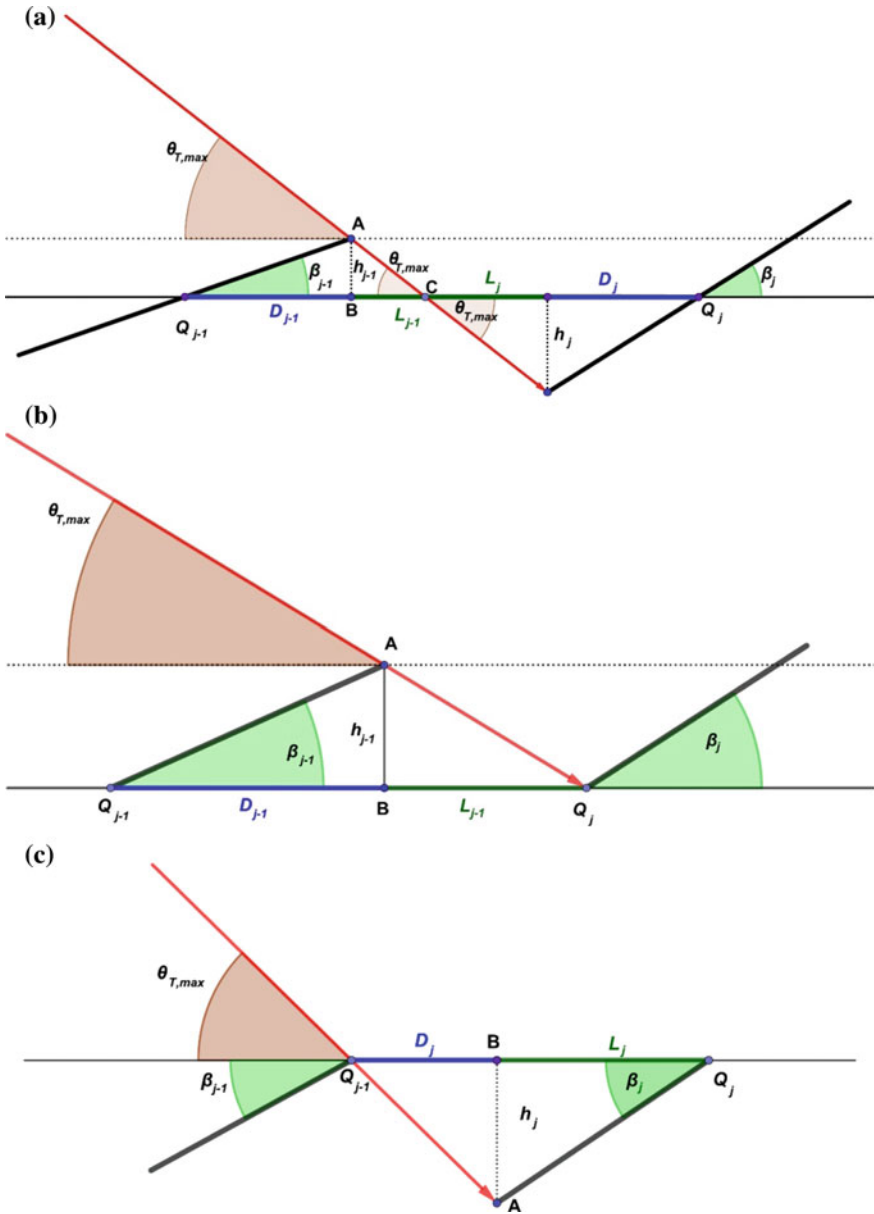 (a)
θT,max
A
βj-1
hj-1
θT,max
C
Lj
Dj
βj
Qj-1
Dj-1
B
Lj-1
θT,max
hj
Qj
(b)
θT,max
A
βj-1
hj-1
βj
Qj-1
Dj-1
B
Lj-1
Qj
(c)
θT,max
Dj
B
Lj
βj-1
Qj-1
βj
Qj
hj
A